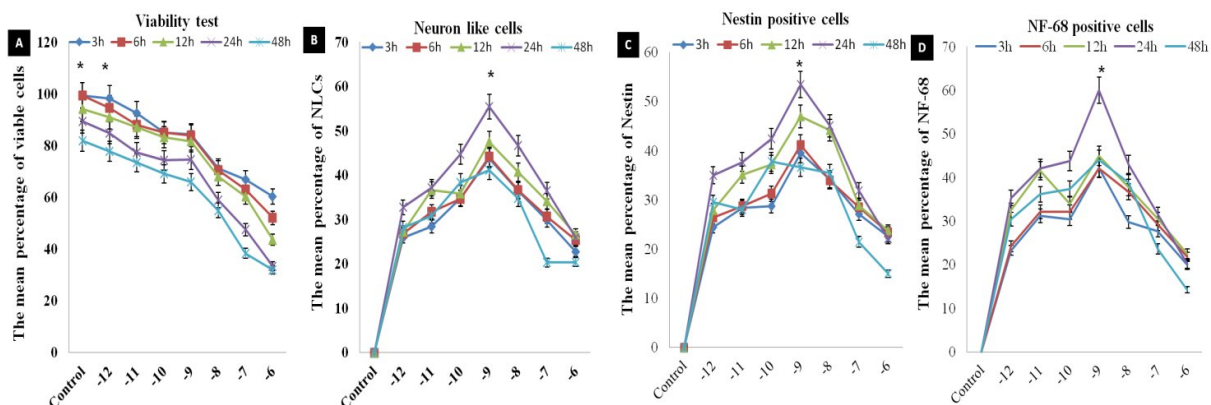 A
Viability test
3h 6h 12h 24h 48h
The mean percentage of viable cells
120
100
80
60
40
20
0
* *
Control -12 -11 -10 -9 -8 -7 -6
B
Neuron like cells
3h 6h 12h 24h 48h
The mean percentage of NLCs
70
60
50
40
30
20
10
0
*
Control -12 -11 -10 -9 -8 -7 -6
C
Nestin positive cells
3h 6h 12h 24h 48h
The mean percentage of Nestin
60
50
40
30
20
10
0
*
Control -12 -11 -10 -9 -8 -7 -6
D
NF-68 positive cells
3h 6h 12h 24h 48h
The mean percentage of NF-68
70
60
50
40
30
20
10
0
*
Control -12 -11 -10 -9 -8 -7 -6